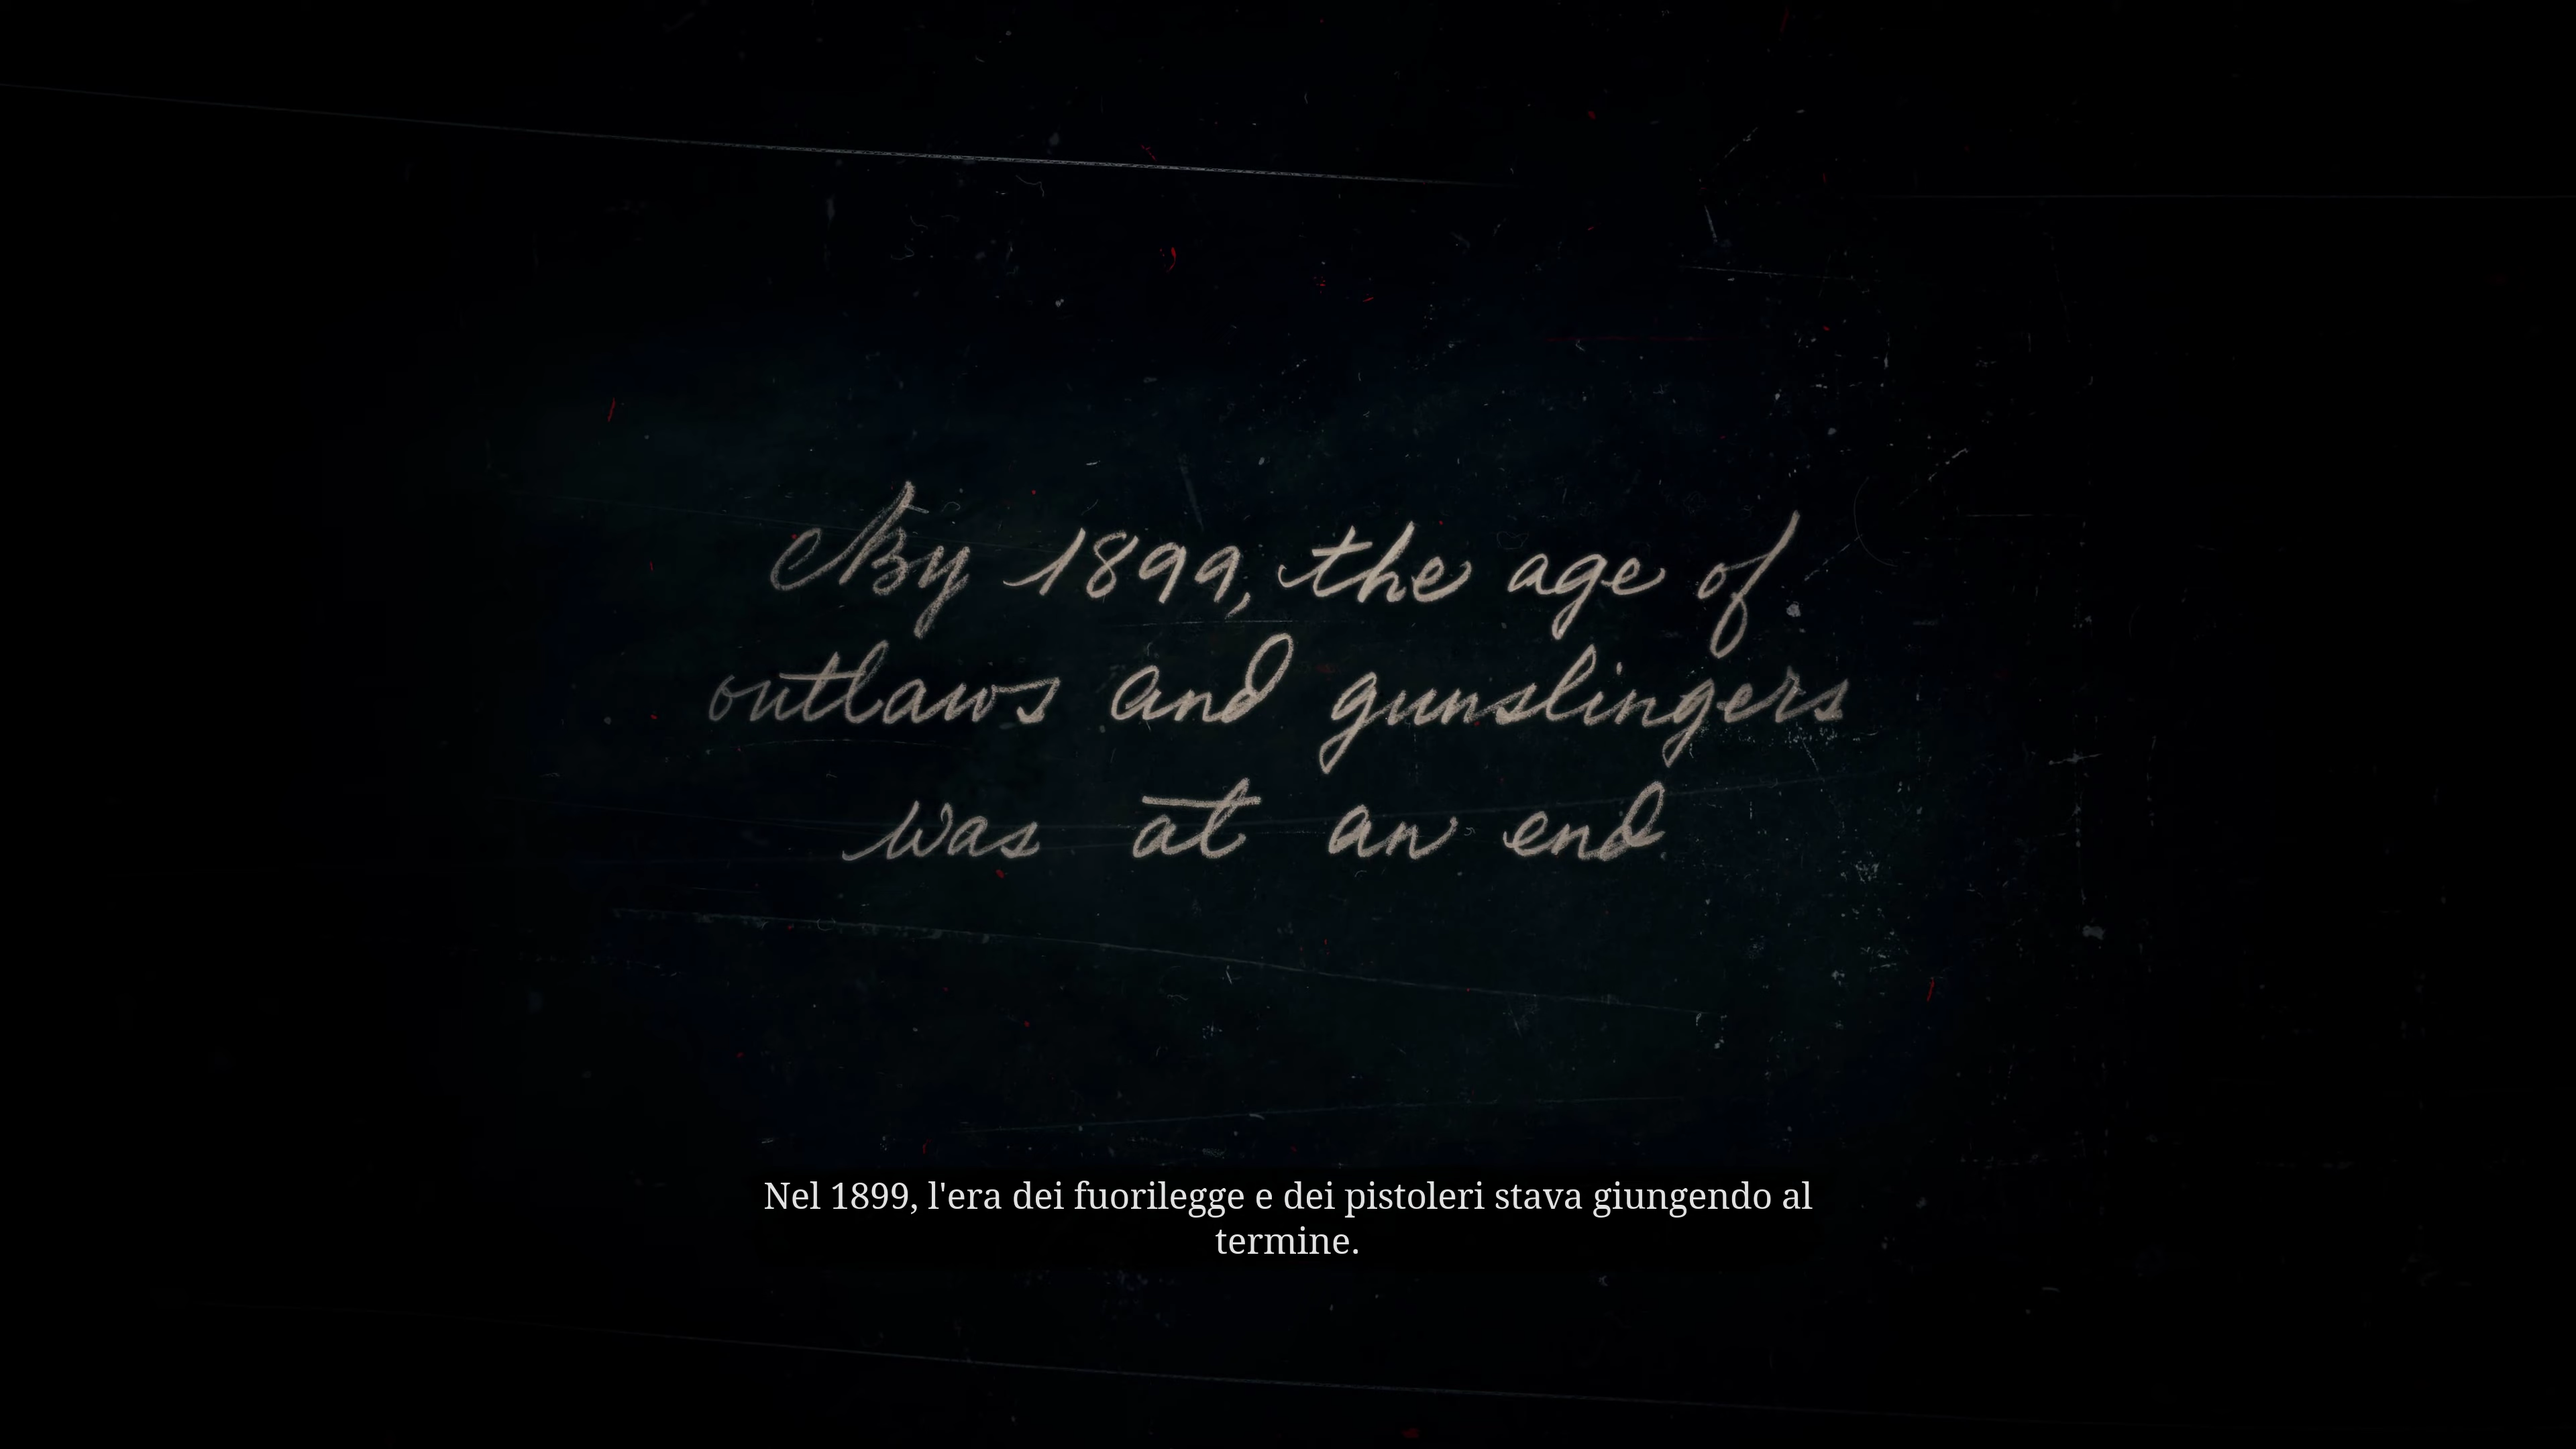 By 1899, the age of
outlaws and gunslingers
was at an end
Nel 1899, l'era dei fuorilegge e dei pistoleri stava giungendo al
termine.